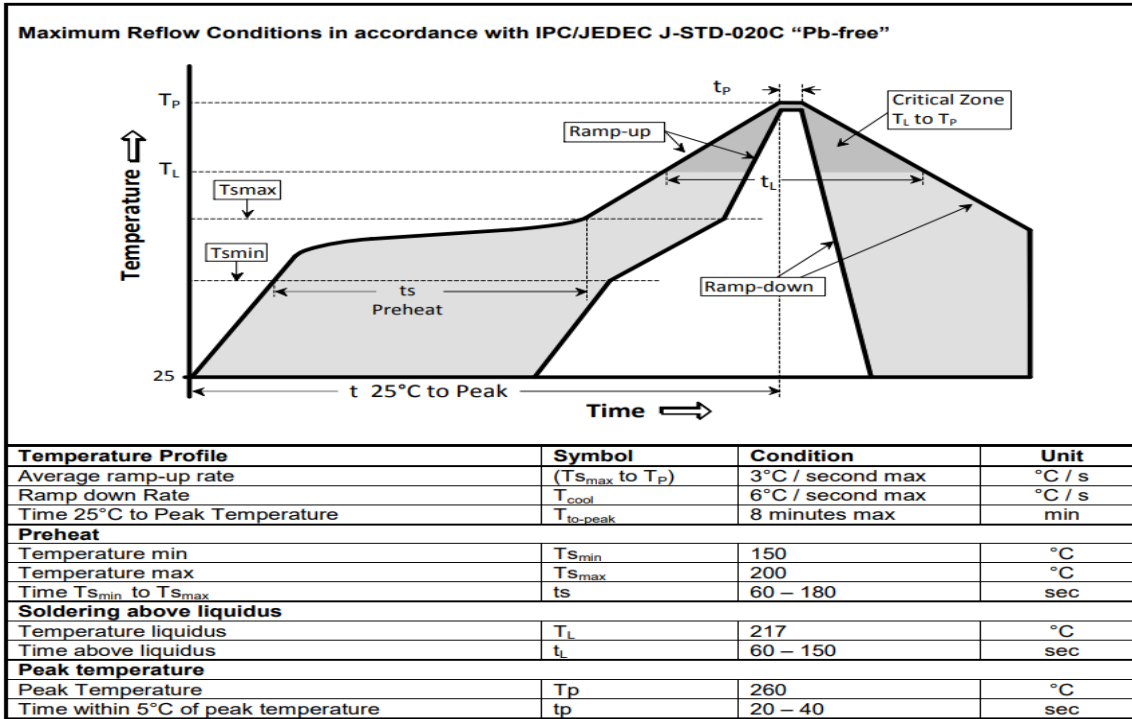 Maximum Reflow Conditions in accordance with IPC/JEDEC J-STD-020C “Pb-free”
Temperature
TP
TL
Tsmax
Tsmin
25
tP
Ramp-up
Critical Zone
TL to TP
tL
ts
Preheat
Ramp-down
t 25°C to Peak
Time
Temperature Profile Symbol Condition Unit
Average ramp-up rate (Tsmax to TP) 3°C / second max °C / s
Ramp down Rate Tcool 6°C / second max °C / s
Time 25°C to Peak Temperature Tto-peak 8 minutes max min
Preheat
Temperature min Tsmin 150 °C
Temperature max Tsmax 200 °C
Time Tsmin to Tsmax ts 60 – 180 sec
Soldering above liquidus
Temperature liquidus TL 217 °C
Time above liquidus tL 60 – 150 sec
Peak temperature
Peak Temperature Tp 260 °C
Time within 5°C of peak temperature tp 20 – 40 sec